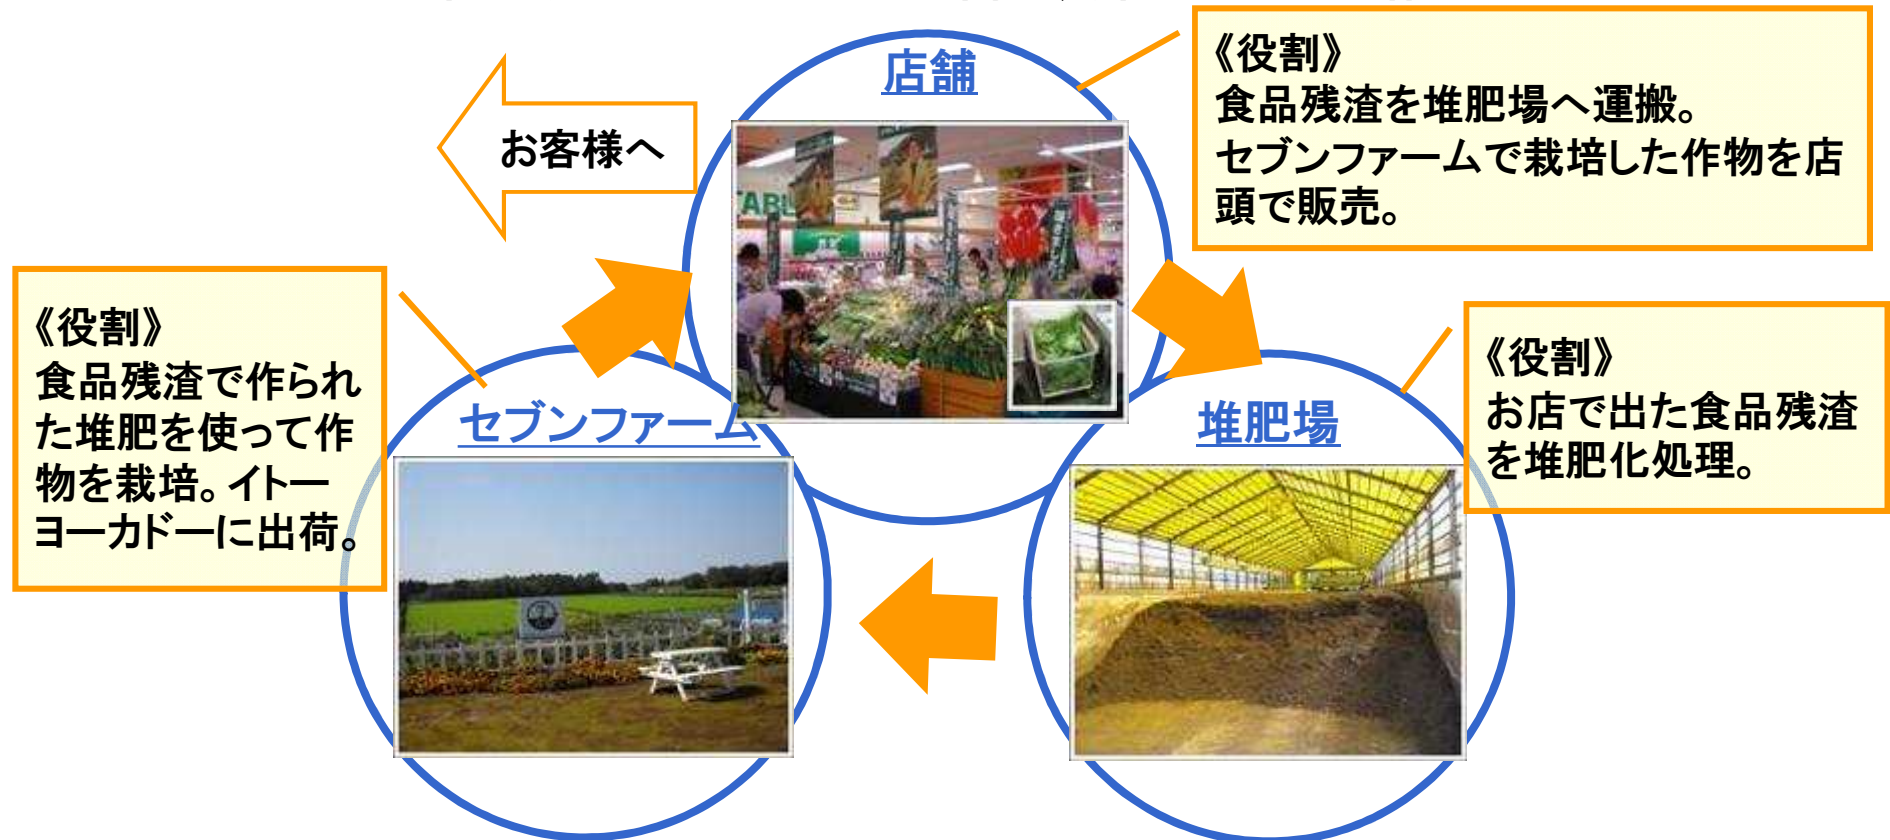 店舗
《役割》
食品残渣を堆肥場へ運搬。
セブンファームで栽培した作物を店
頭で販売。
お客様へ
《役割》
食品残渣で作られ
た堆肥を使って作
物を栽培。イトー
ヨーカドーに出荷。
セブンファーム
堆肥場
《役割》
お店で出た食品残渣
を堆肥化処理。
TABL